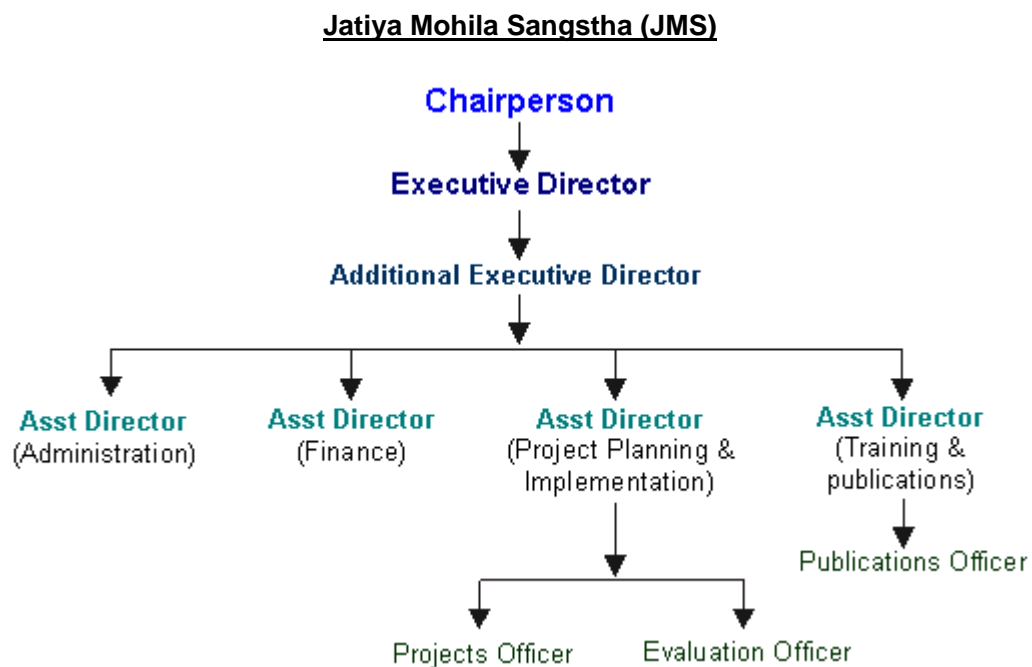 Jatiya Mohila Sangstha (JMS)
Chairperson
Executive Director
Additional Executive Director
Asst Director
(Administration)
Asst Director
(Finance)
Asst Director
(Project Planning &
Implementation)
Asst Director
(Training &
publications)
Publications Officer
Projects Officer
Evaluation Officer